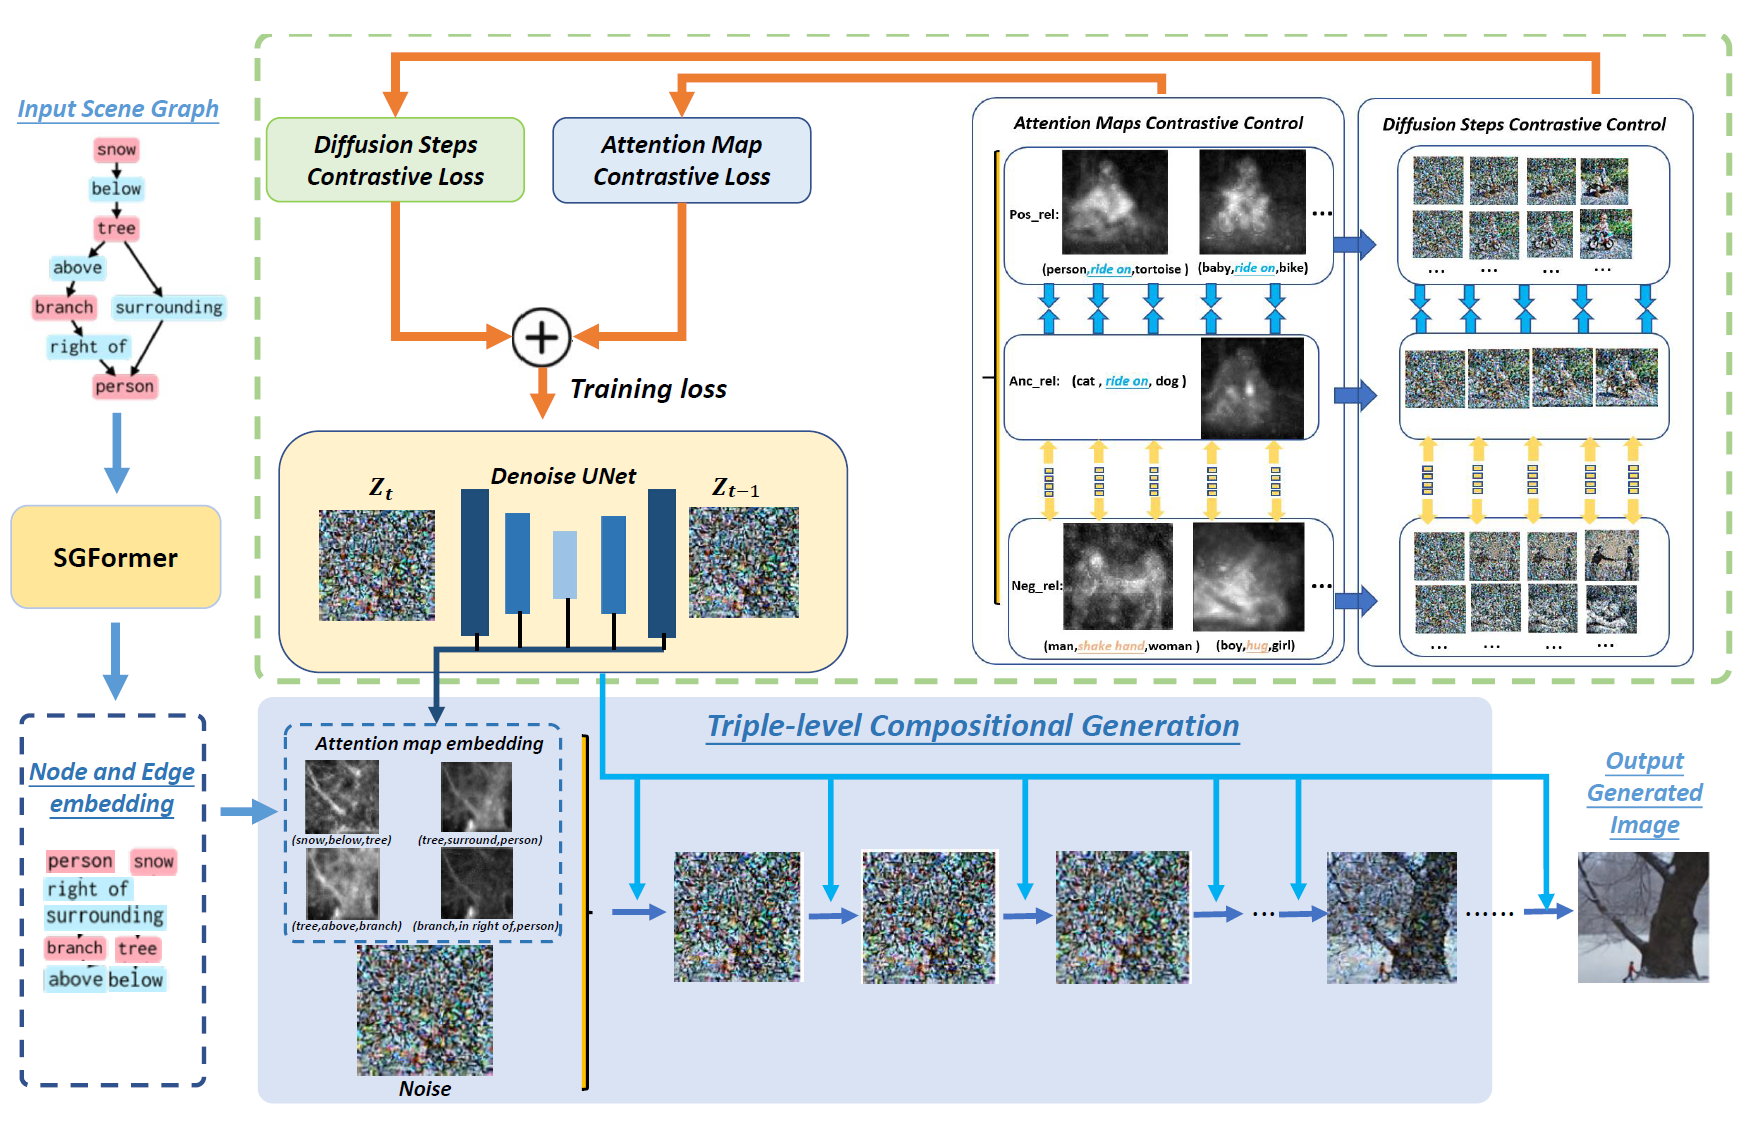 Input Scene Graph
snow
below
tree
above
branch
surrounding
right of
person
SGFormer
Node and Edge
embedding
person snow
right of
surrounding
branch tree
above below
Diffusion Steps
Contrastive Loss
Attention Map
Contrastive Loss
Training loss
Denoise UNet
Zt
Zt−1
Attention Maps Contrastive Control
Pos_rel:
...
(person,ride on,tortoise )
(baby,ride on,bike)
Anc_rel:
(cat , ride on, dog )
Neg_rel:
...
(man,shake hand,woman )
(boy,hug,girl)
Diffusion Steps Contrastive Control
... ... ... ...
... ... ... ...
Triple-level Compositional Generation
Attention map embedding
(snow,below,tree)
(tree,surround,person)
(tree,above,branch)
(branch,in right of,person)
Noise
...
......
Output
Generated
Image